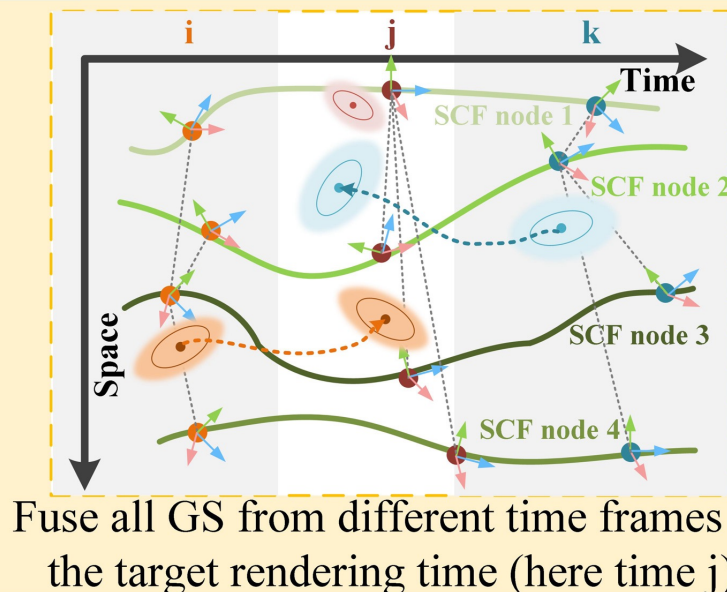 i
j
k
Time
SCF node 1
SCF node 2
Space
SCF node 3
SCF node 4
Fuse all GS from different time frames
the target rendering time (here time j)